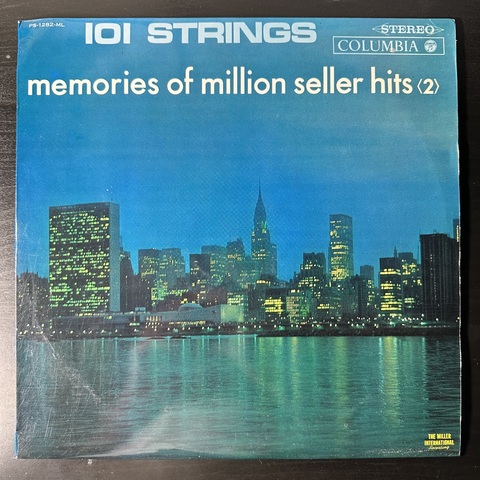 PS-1282-ML
101 STRINGS
STEREO
COLUMBIA
memories of million seller hits〈2〉
THE MILLER
INTERNATIONAL